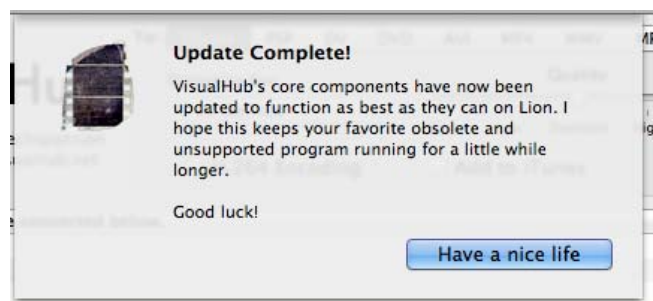 Update Complete!
VisualHub's core components have now been
updated to function as best as they can on Lion. I
hope this keeps your favorite obsolete and
unsupported program running for a little while
longer.
Good luck!
Have a nice life